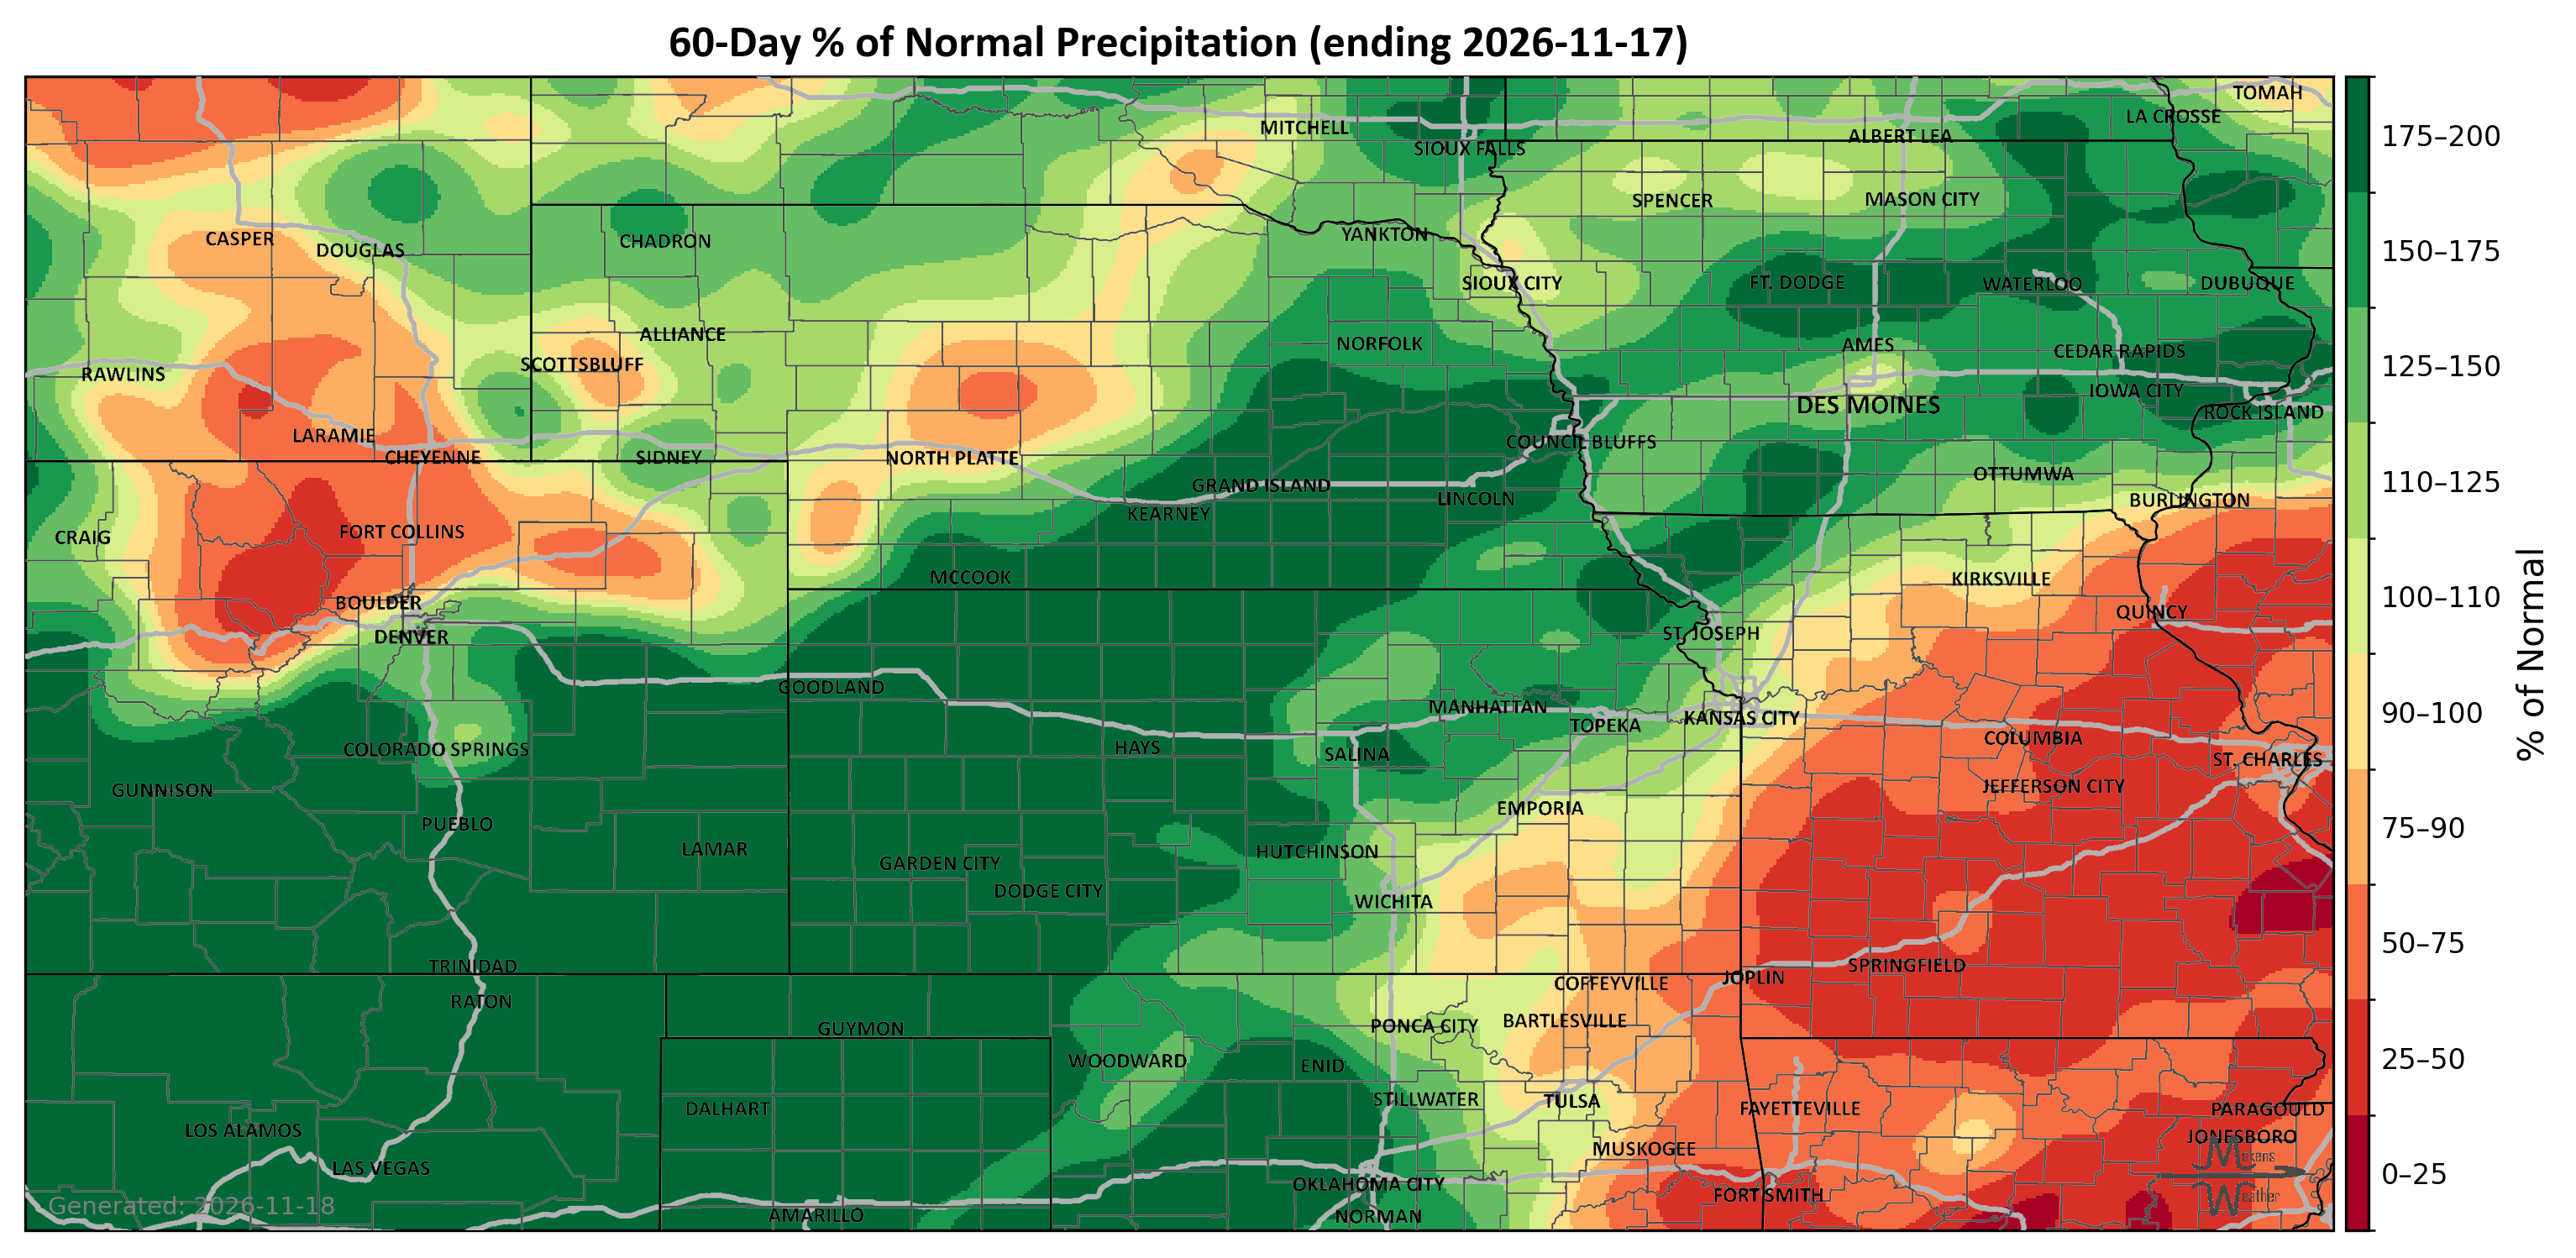 60-Day % of Normal Precipitation (ending 2026-11-17)
TOMAH
LA CROSSE
MITCHELL
ALBERT LEA
SIOUX FALLS
SPENCER
MASON CITY
CASPER
DOUGLAS
CHADRON
YANKTON
SIOUX CITY
FT. DODGE
WATERLOO
DUBUQUE
ALLIANCE
NORFOLK
AMES
CEDAR RAPIDS
SCOTTSBLUFF
RAWLINS
IOWA CITY
DES MOINES
ROCK ISLAND
LARAMIE
COUNCIL BLUFFS
CHEYENNE
SIDNEY
NORTH PLATTE
OTTUMWA
GRAND ISLAND
LINCOLN
BURLINGTON
KEARNEY
CRAIG
FORT COLLINS
MCCOOK
KIRKSVILLE
BOULDER
QUINCY
DENVER
ST. JOSEPH
GOODLAND
MANHATTAN
TOPEKA
KANSAS CITY
COLUMBIA
COLORADO SPRINGS
HAYS
SALINA
ST. CHARLES
GUNNISON
JEFFERSON CITY
EMPORIA
PUEBLO
LAMAR
GARDEN CITY
HUTCHINSON
DODGE CITY
WICHITA
TRINIDAD
SPRINGFIELD
JOPLIN
COFFEYVILLE
RATON
GUYMON
PONCA CITY
BARTLESVILLE
WOODWARD
ENID
STILLWATER
TULSA
DALHART
FAYETTEVILLE
PARAGOULD
LOS ALAMOS
JONESBORO
MUSKOGEE
LAS VEGAS
OKLAHOMA CITY
FORT SMITH
AMARILLO
NORMAN
Generated: 2026-11-18
Makens
Weather
175–200
150–175
125–150
110–125
100–110
90–100
75–90
50–75
25–50
0–25
% of Normal